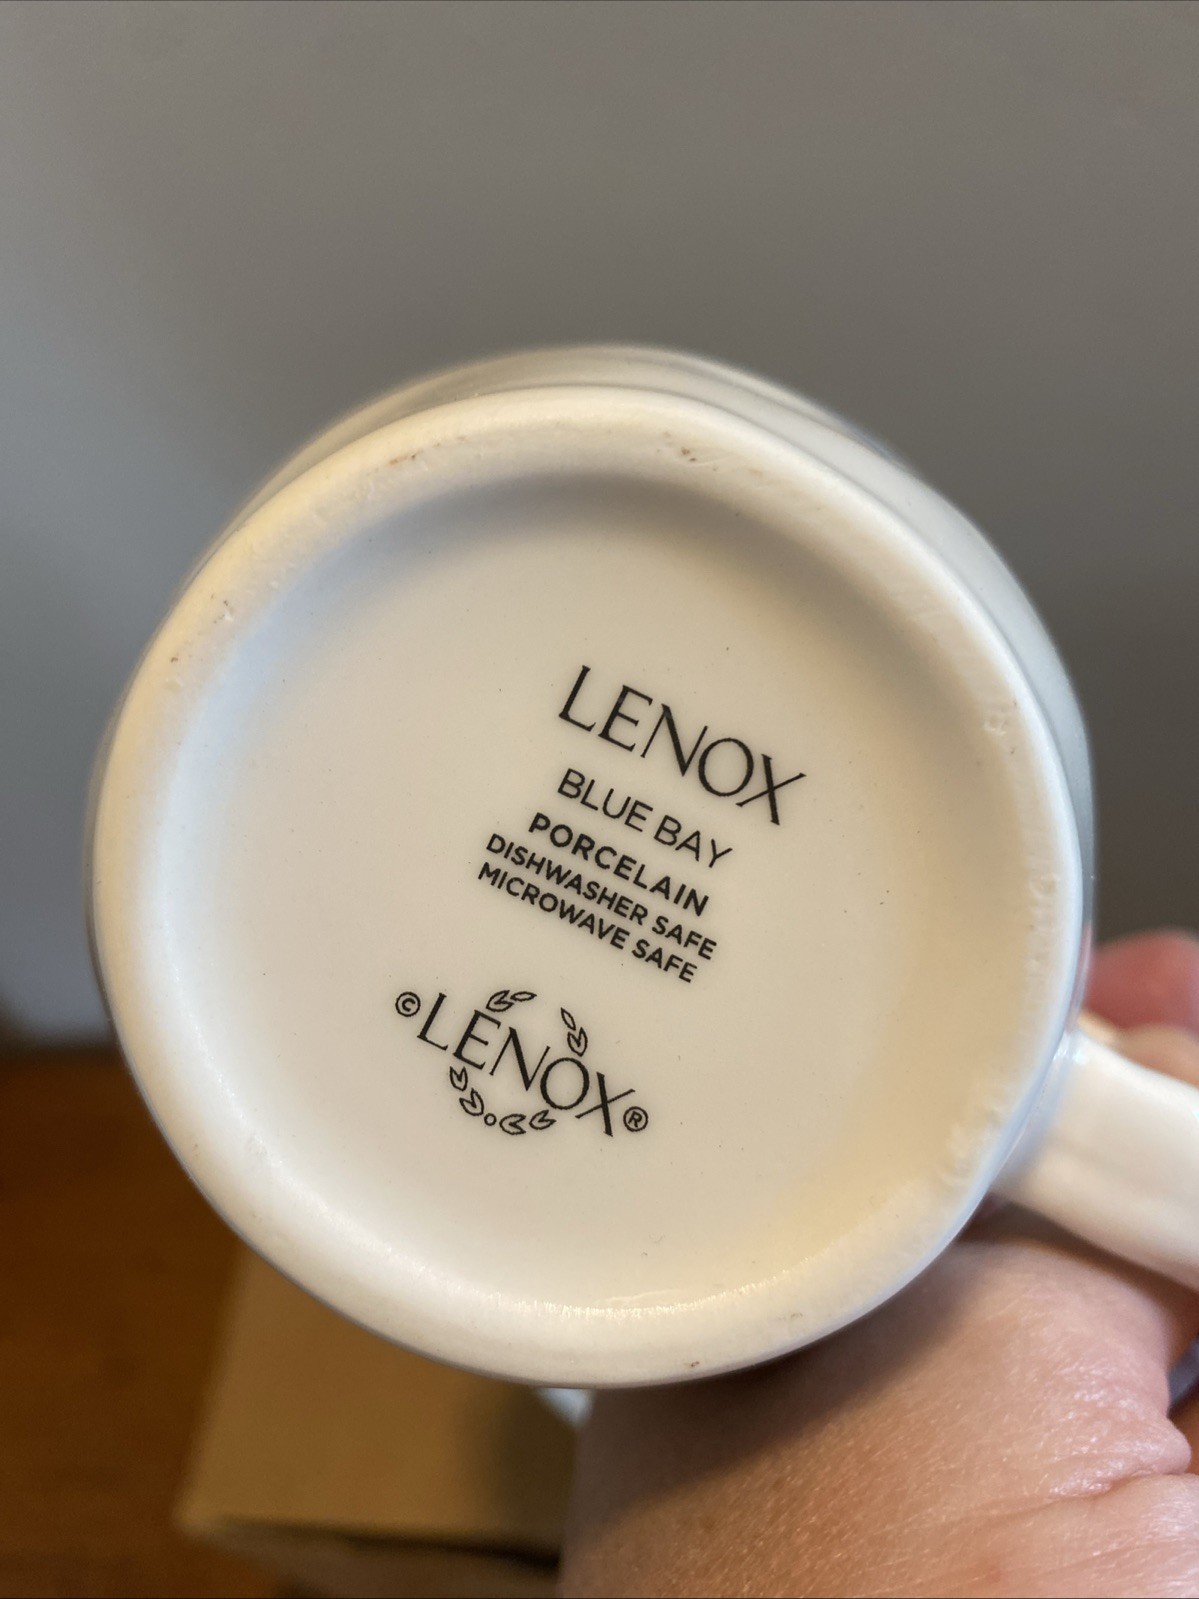 LENOX
BLUE BAY
PORCELAIN
DISHWASHER SAFE
MICROWAVE SAFE
©LENOX®